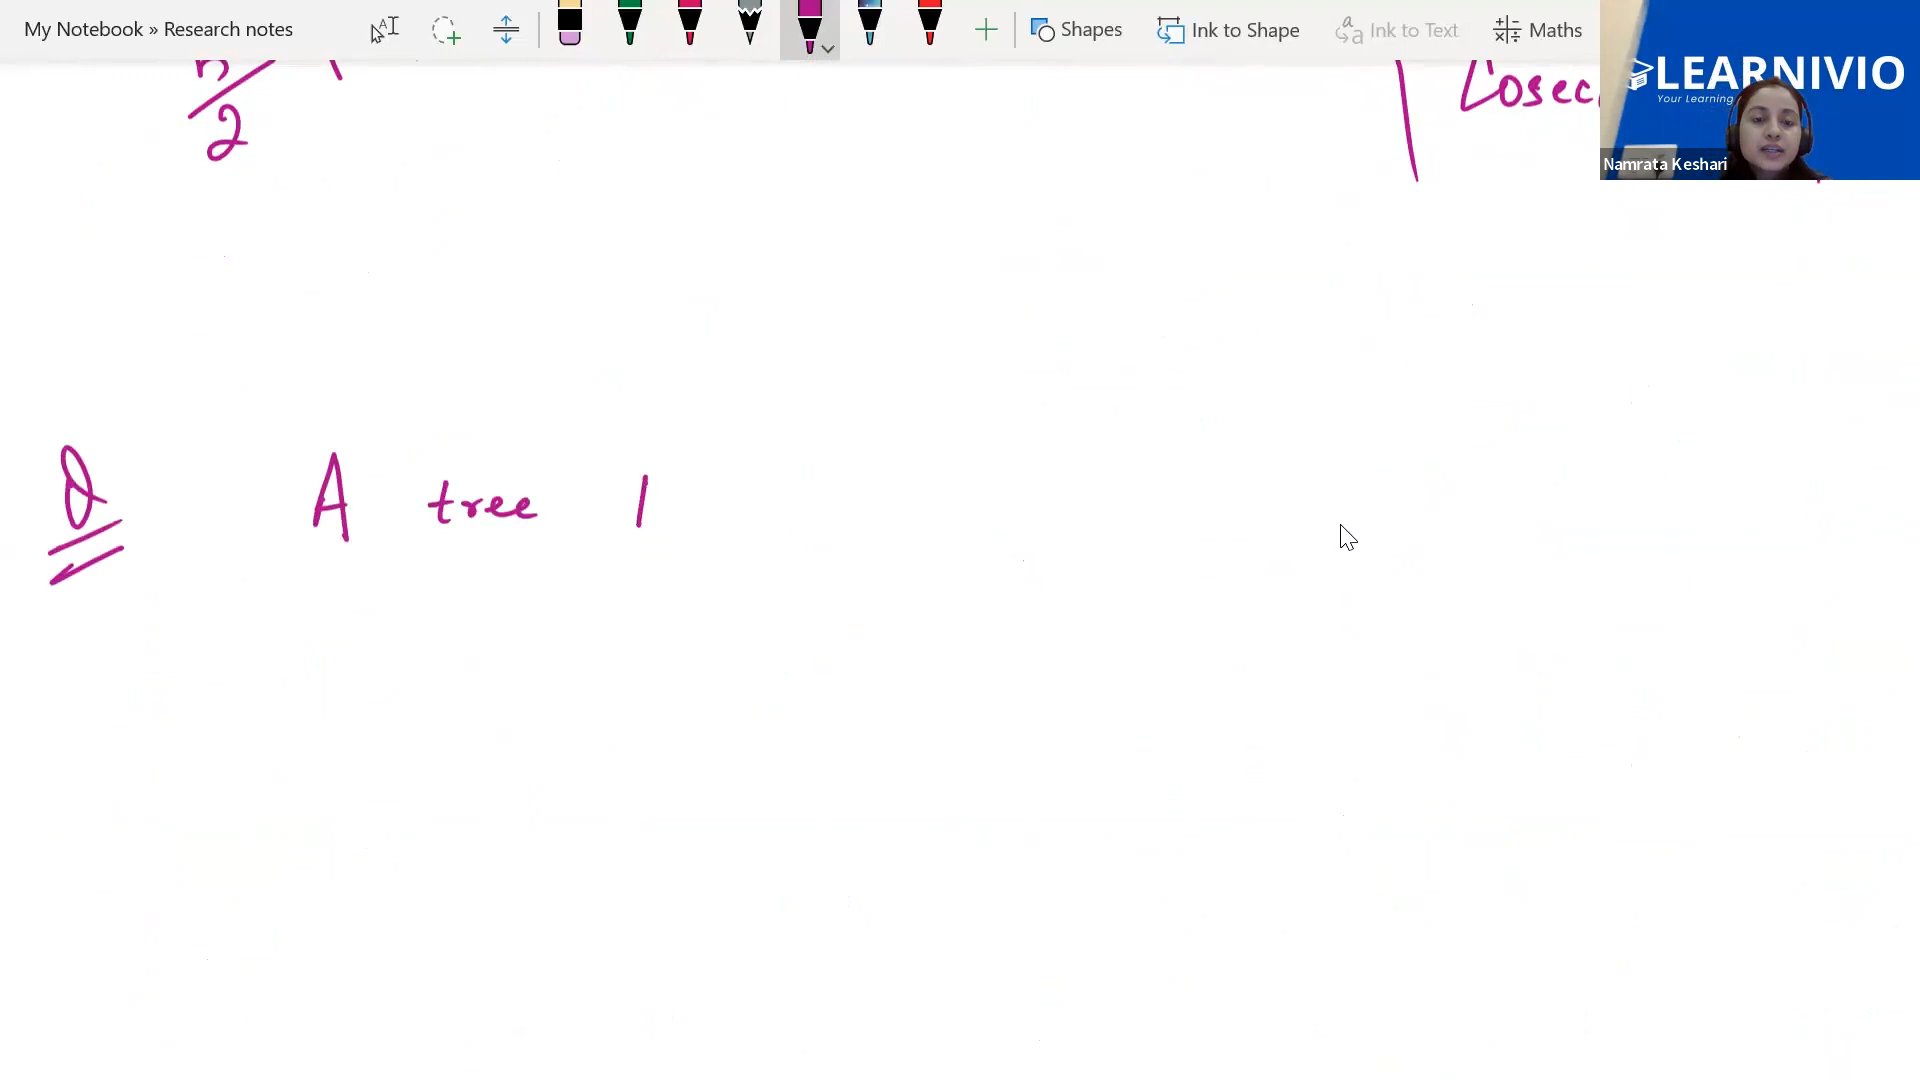 My Notebook » Research notes
Shapes
Ink to Shape
Ink to Text
Maths
LEARNIVIO
Your Learning
Namrata Keshari
2
Cosec
Q A tree 1